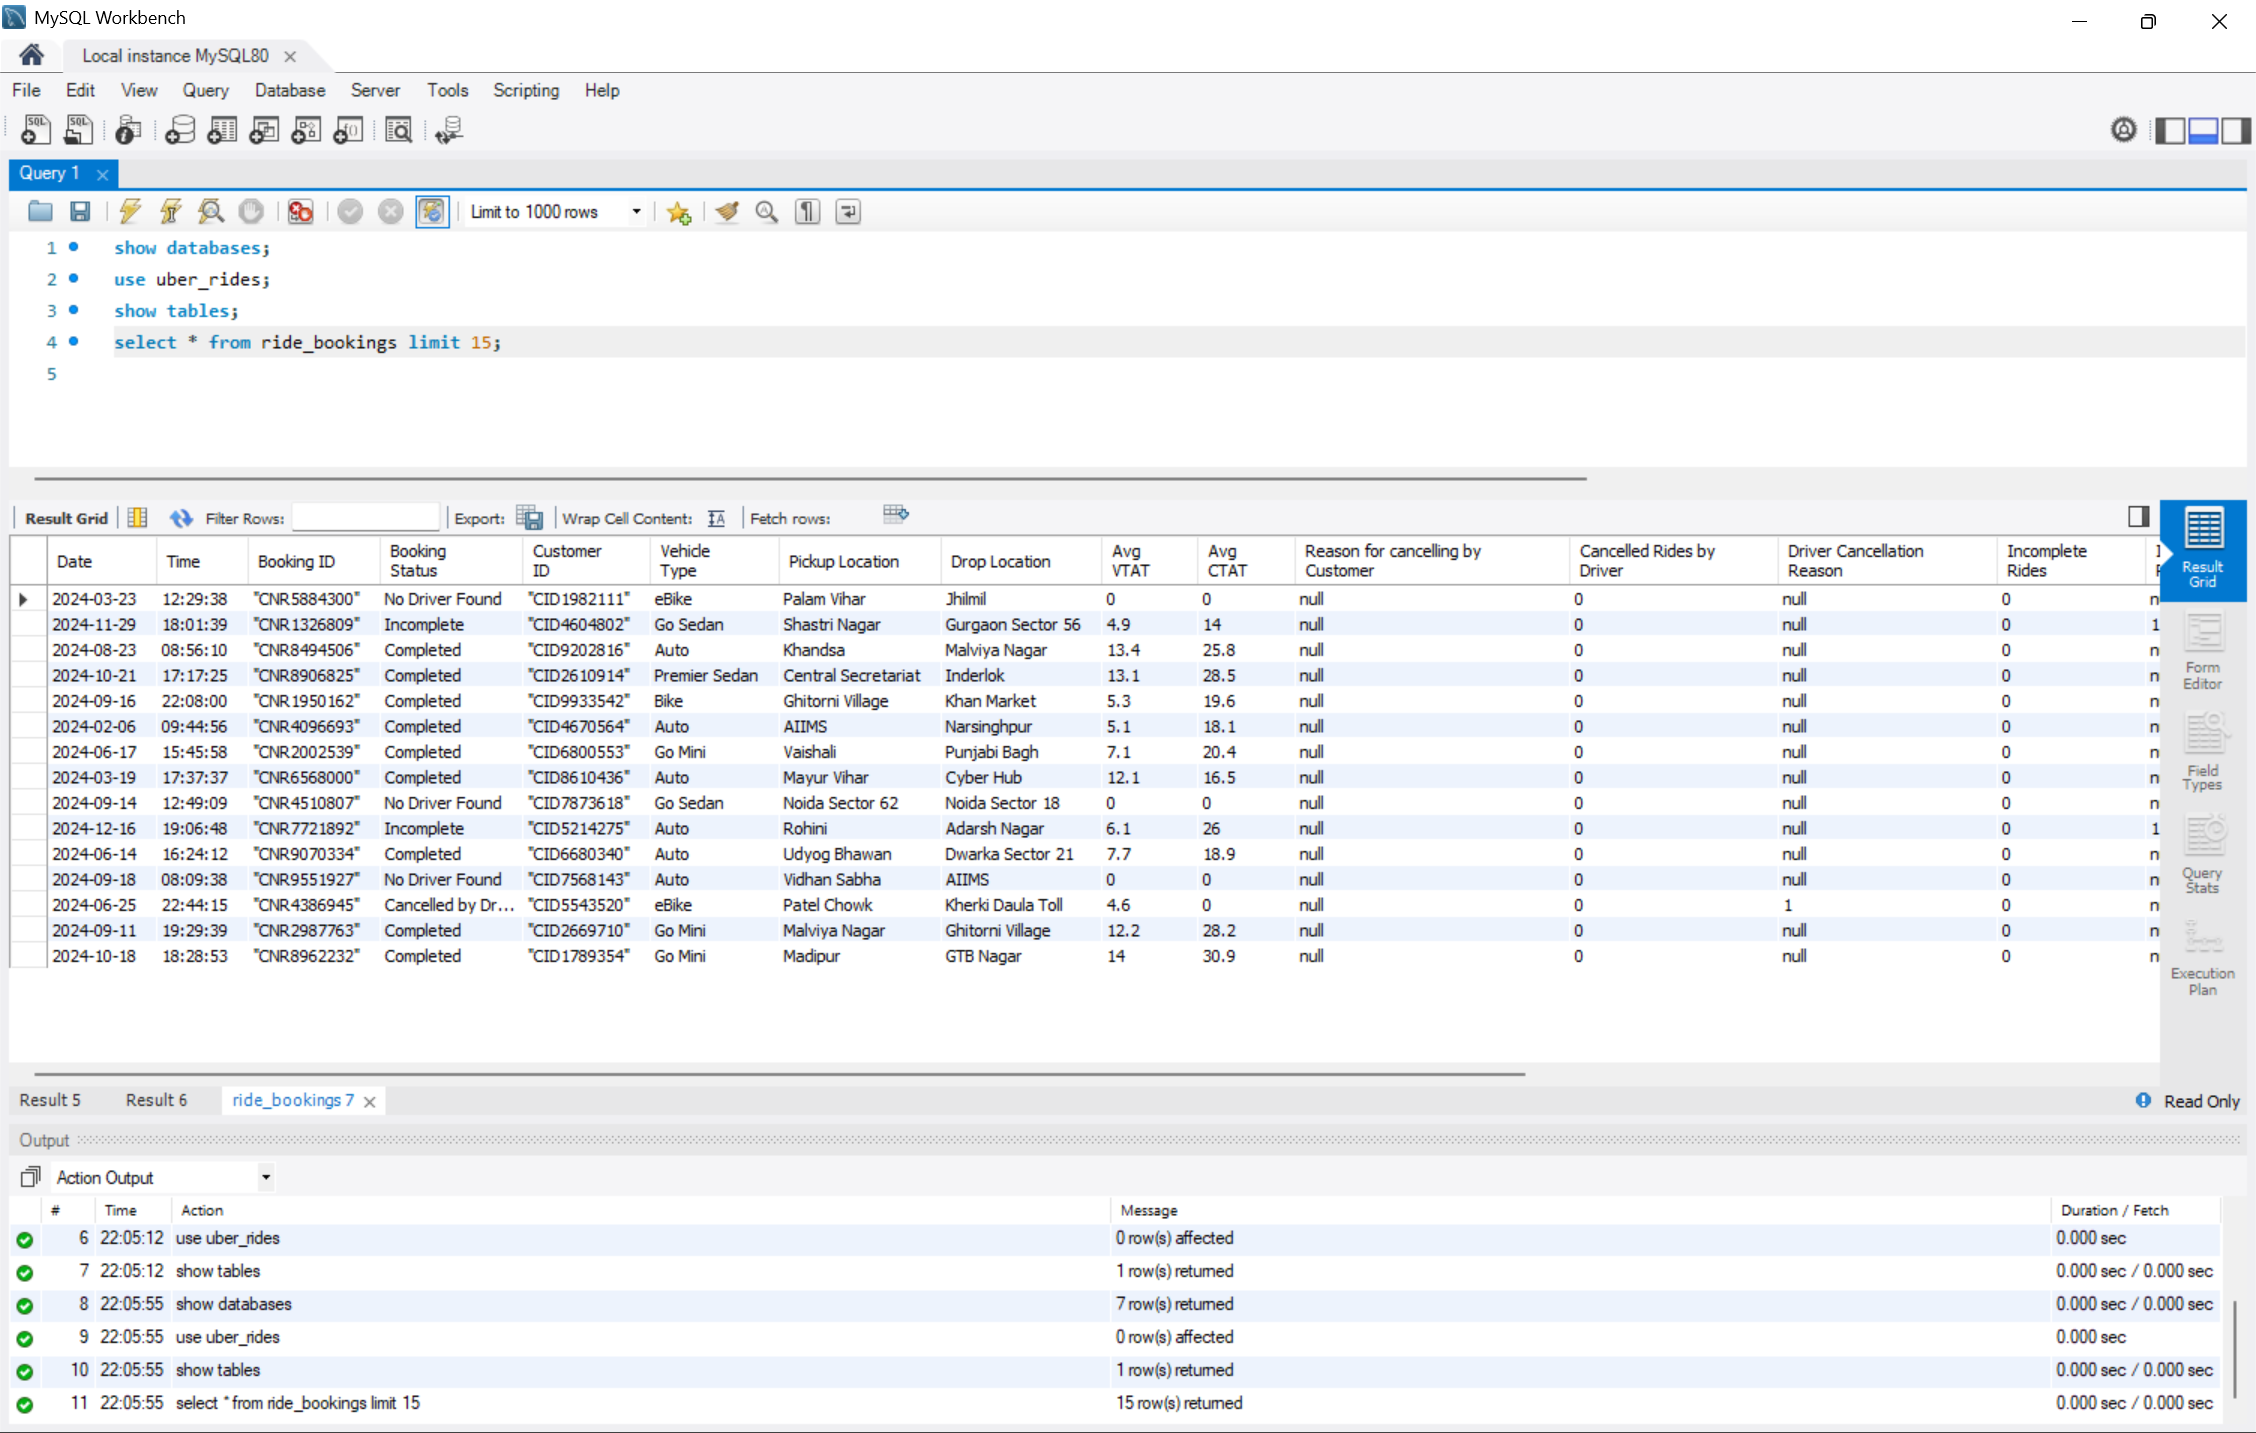 MySQL Workbench
Local instance MySQL80
File Edit View Query Database Server Tools Scripting Help
Query 1
Limit to 1000 rows
1 show databases;
2 use uber_rides;
3 show tables;
4 select * from ride_bookings limit 15;
5
Result Grid Filter Rows: Export: Wrap Cell Content: Fetch rows:
Date Time Booking ID Booking Status Customer ID Vehicle Type Pickup Location Drop Location Avg VTAT Avg CTAT Reason for cancelling by Customer Cancelled Rides by Driver Driver Cancellation Reason Incomplete Rides
2024-03-23 12:29:38 "CNR5884300" No Driver Found "CID1982111" eBike Palam Vihar Jhilmil 0 0 null 0 null 0 n
2024-11-29 18:01:39 "CNR1326809" Incomplete "CID4604802" Go Sedan Shastri Nagar Gurgaon Sector 56 4.9 14 null 0 null 0 1
2024-08-23 08:56:10 "CNR8494506" Completed "CID9202816" Auto Khandsa Malviya Nagar 13.4 25.8 null 0 null 0 n
2024-10-21 17:17:25 "CNR8906825" Completed "CID2610914" Premier Sedan Central Secretariat Inderlok 13.1 28.5 null 0 null 0 n
2024-09-16 22:08:00 "CNR1950162" Completed "CID9933542" Bike Ghitorni Village Khan Market 5.3 19.6 null 0 null 0 n
2024-02-06 09:44:56 "CNR4096693" Completed "CID4670564" Auto AIIMS Narsinghpur 5.1 18.1 null 0 null 0 n
2024-06-17 15:45:58 "CNR2002539" Completed "CID6800553" Go Mini Vaishali Punjabi Bagh 7.1 20.4 null 0 null 0 n
2024-03-19 17:37:37 "CNR6568000" Completed "CID8610436" Auto Mayur Vihar Cyber Hub 12.1 16.5 null 0 null 0 n
2024-09-14 12:49:09 "CNR4510807" No Driver Found "CID7873618" Go Sedan Noida Sector 62 Noida Sector 18 0 0 null 0 null 0 n
2024-12-16 19:06:48 "CNR7721892" Incomplete "CID5214275" Auto Rohini Adarsh Nagar 6.1 26 null 0 null 0 1
2024-06-14 16:24:12 "CNR9070334" Completed "CID6680340" Auto Udyog Bhawan Dwarka Sector 21 7.7 18.9 null 0 null 0 n
2024-09-18 08:09:38 "CNR9551927" No Driver Found "CID7568143" Auto Vidhan Sabha AIIMS 0 0 null 0 null 0 n
2024-06-25 22:44:15 "CNR4386945" Cancelled by Dr... "CID5543520" eBike Patel Chowk Kherki Daula Toll 4.6 0 null 0 1 0 n
2024-09-11 19:29:39 "CNR2987763" Completed "CID2669710" Go Mini Malviya Nagar Ghitorni Village 12.2 28.2 null 0 null 0 n
2024-10-18 18:28:53 "CNR8962232" Completed "CID1789354" Go Mini Madipur GTB Nagar 14 30.9 null 0 null 0 n
Result Grid
Form Editor
Field Types
Query Stats
Execution Plan
Result 5 Result 6 ride_bookings 7 Read Only
Output
Action Output
# Time Action Message Duration / Fetch
6 22:05:12 use uber_rides 0 row(s) affected 0.000 sec
7 22:05:12 show tables 1 row(s) returned 0.000 sec / 0.000 sec
8 22:05:55 show databases 7 row(s) returned 0.000 sec / 0.000 sec
9 22:05:55 use uber_rides 0 row(s) affected 0.000 sec
10 22:05:55 show tables 1 row(s) returned 0.000 sec / 0.000 sec
11 22:05:55 select * from ride_bookings limit 15 15 row(s) returned 0.000 sec / 0.000 sec